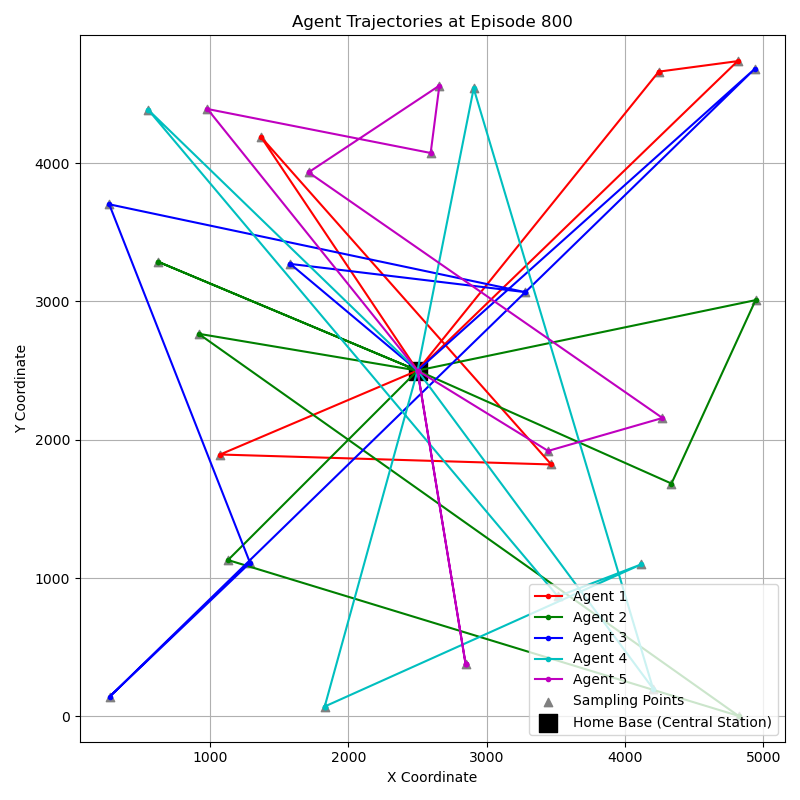 Agent Trajectories at Episode 800
Y Coordinate
4000
3000
2000
1000
0
1000
2000
3000
4000
5000
X Coordinate
Agent 1
Agent 2
Agent 3
Agent 4
Agent 5
Sampling Points
Home Base (Central Station)